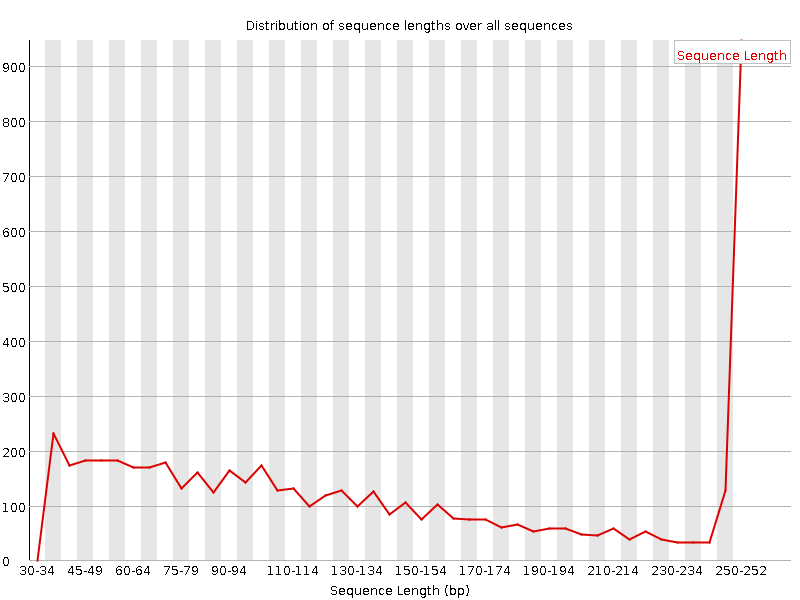 Distribution of sequence lengths over all sequences
Sequence Length
900
800
700
600
500
400
300
200
100
0
30-34 45-49 60-64 75-79 90-94 110-114 130-134 150-154 170-174 190-194 210-214 230-234 250-252
Sequence Length (bp)